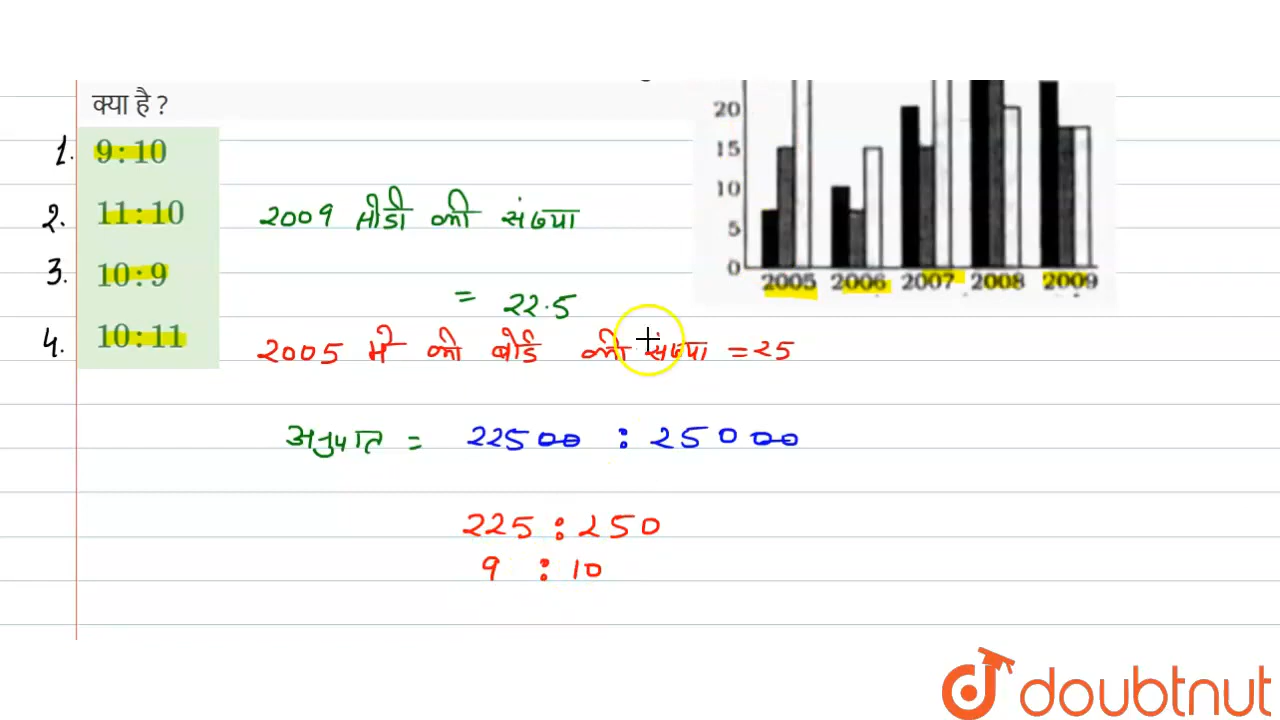 क्या है ?
1. 9:10
2. 11:10
3. 10:9
4. 10:11
20
15
10
5
0
2005 2006 2007 2008 2009
2009 की संख्या
= 22.5
2005 में की बोर्ड की संख्या = 25
अनुपात = 22500 : 25000
225 : 250
9 : 10
doubtnut